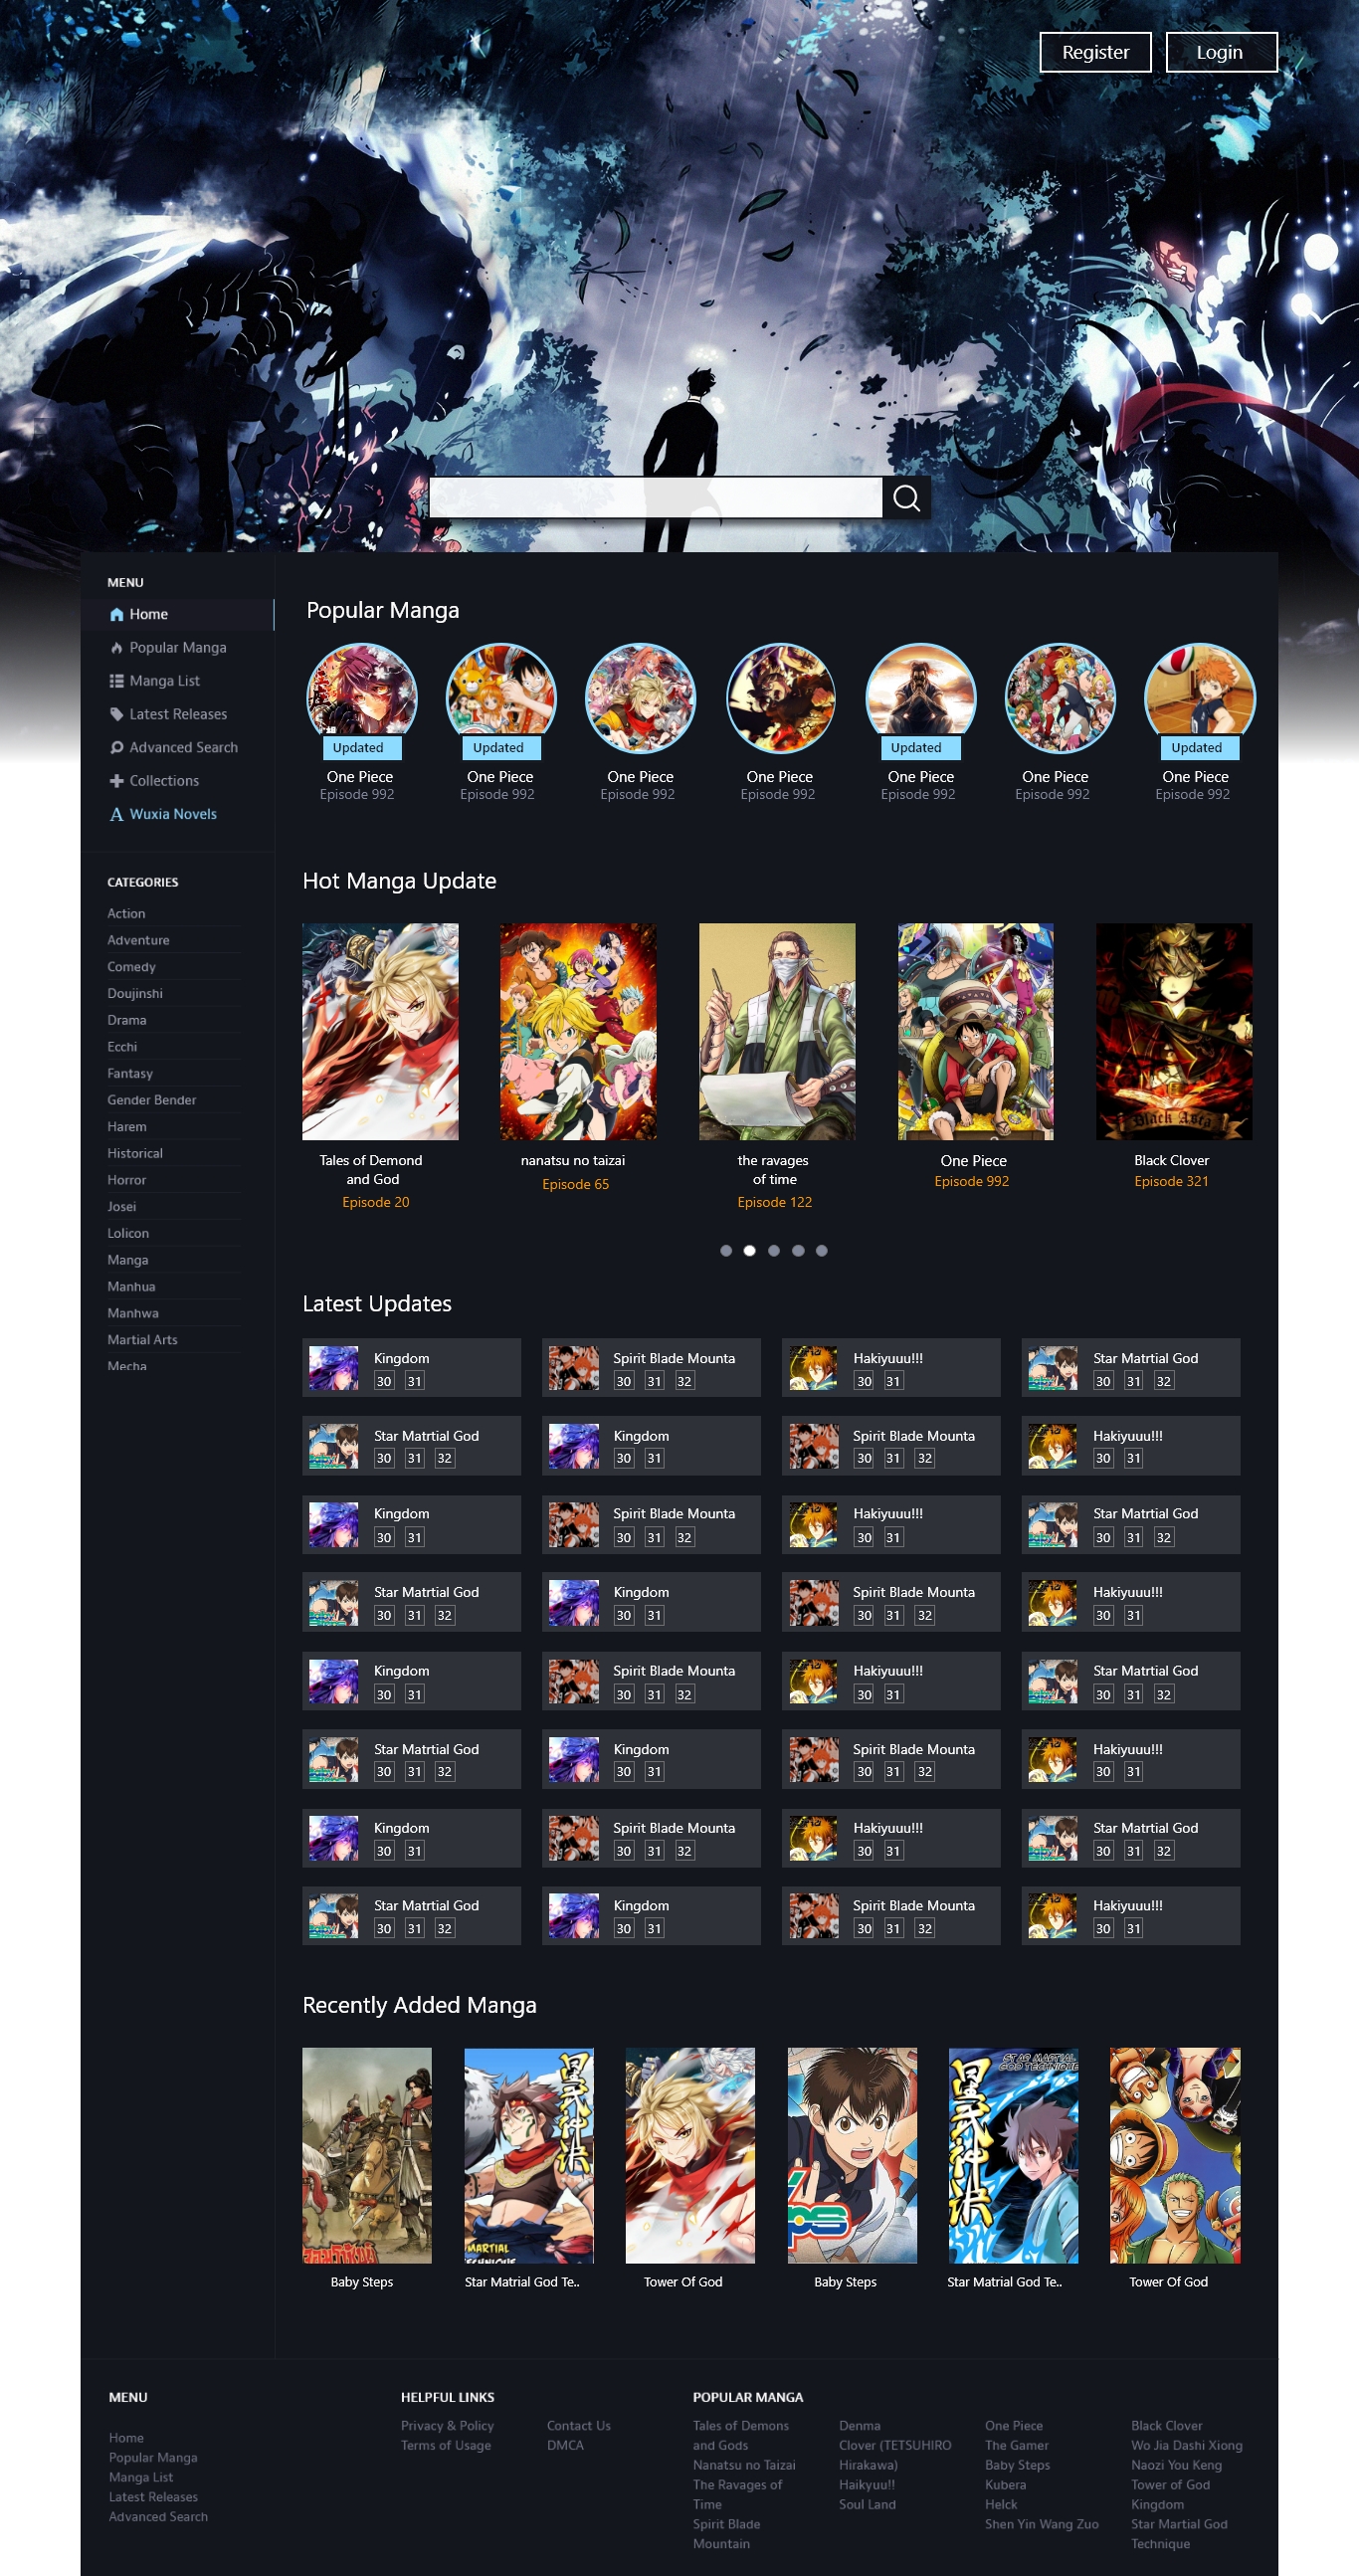 Register
Login
MENU
Home
Popular Manga
Manga List
Latest Releases
Advanced Search
Collections
A Wuxia Novels
CATEGORIES
Action
Adventure
Comedy
Doujinshi
Drama
Ecchi
Fantasy
Gender Bender
Harem
Historical
Horror
Josei
Lolicon
Manga
Manhua
Manhwa
Martial Arts
Mecha
Popular Manga
Updated
Updated
Updated
Updated
One Piece
One Piece
One Piece
One Piece
One Piece
One Piece
One Piece
Episode 992
Episode 992
Episode 992
Episode 992
Episode 992
Episode 992
Episode 992
Hot Manga Update
Black Asta
Tales of Demond
and God
Episode 20
nanatsu no taizai
Episode 65
the ravages
of time
Episode 122
One Piece
Episode 992
Black Clover
Episode 321
Latest Updates
Kingdom
30 31
Spirit Blade Mounta
30 31 32
Hakiyuuu!!!
30 31
Star Matrtial God
30 31 32
Star Matrtial God
30 31 32
Kingdom
30 31
Spirit Blade Mounta
30 31 32
Hakiyuuu!!!
30 31
Kingdom
30 31
Spirit Blade Mounta
30 31 32
Hakiyuuu!!!
30 31
Star Matrtial God
30 31 32
Star Matrtial God
30 31 32
Kingdom
30 31
Spirit Blade Mounta
30 31 32
Hakiyuuu!!!
30 31
Kingdom
30 31
Spirit Blade Mounta
30 31 32
Hakiyuuu!!!
30 31
Star Matrtial God
30 31 32
Star Matrtial God
30 31 32
Kingdom
30 31
Spirit Blade Mounta
30 31 32
Hakiyuuu!!!
30 31
Kingdom
30 31
Spirit Blade Mounta
30 31 32
Hakiyuuu!!!
30 31
Star Matrtial God
30 31 32
Star Matrtial God
30 31 32
Kingdom
30 31
Spirit Blade Mounta
30 31 32
Hakiyuuu!!!
30 31
Recently Added Manga
星武神诀
MARTIAL
TECHNIQUE
STAR MARTIAL
GOD TECHNIQUE
星武神诀
Baby Steps
Star Matrial God Te..
Tower Of God
Baby Steps
Star Matrial God Te..
Tower Of God
MENU
Home
Popular Manga
Manga List
Latest Releases
Advanced Search
HELPFUL LINKS
Privacy & Policy
Terms of Usage
Contact Us
DMCA
POPULAR MANGA
Tales of Demons
and Gods
Nanatsu no Taizai
The Ravages of
Time
Spirit Blade
Mountain
Denma
Clover (TETSUHIRO
Hirakawa)
Haikyuu!!
Soul Land
One Piece
The Gamer
Baby Steps
Kubera
Helck
Shen Yin Wang Zuo
Black Clover
Wo Jia Dashi Xiong
Naozi You Keng
Tower of God
Kingdom
Star Martial God
Technique